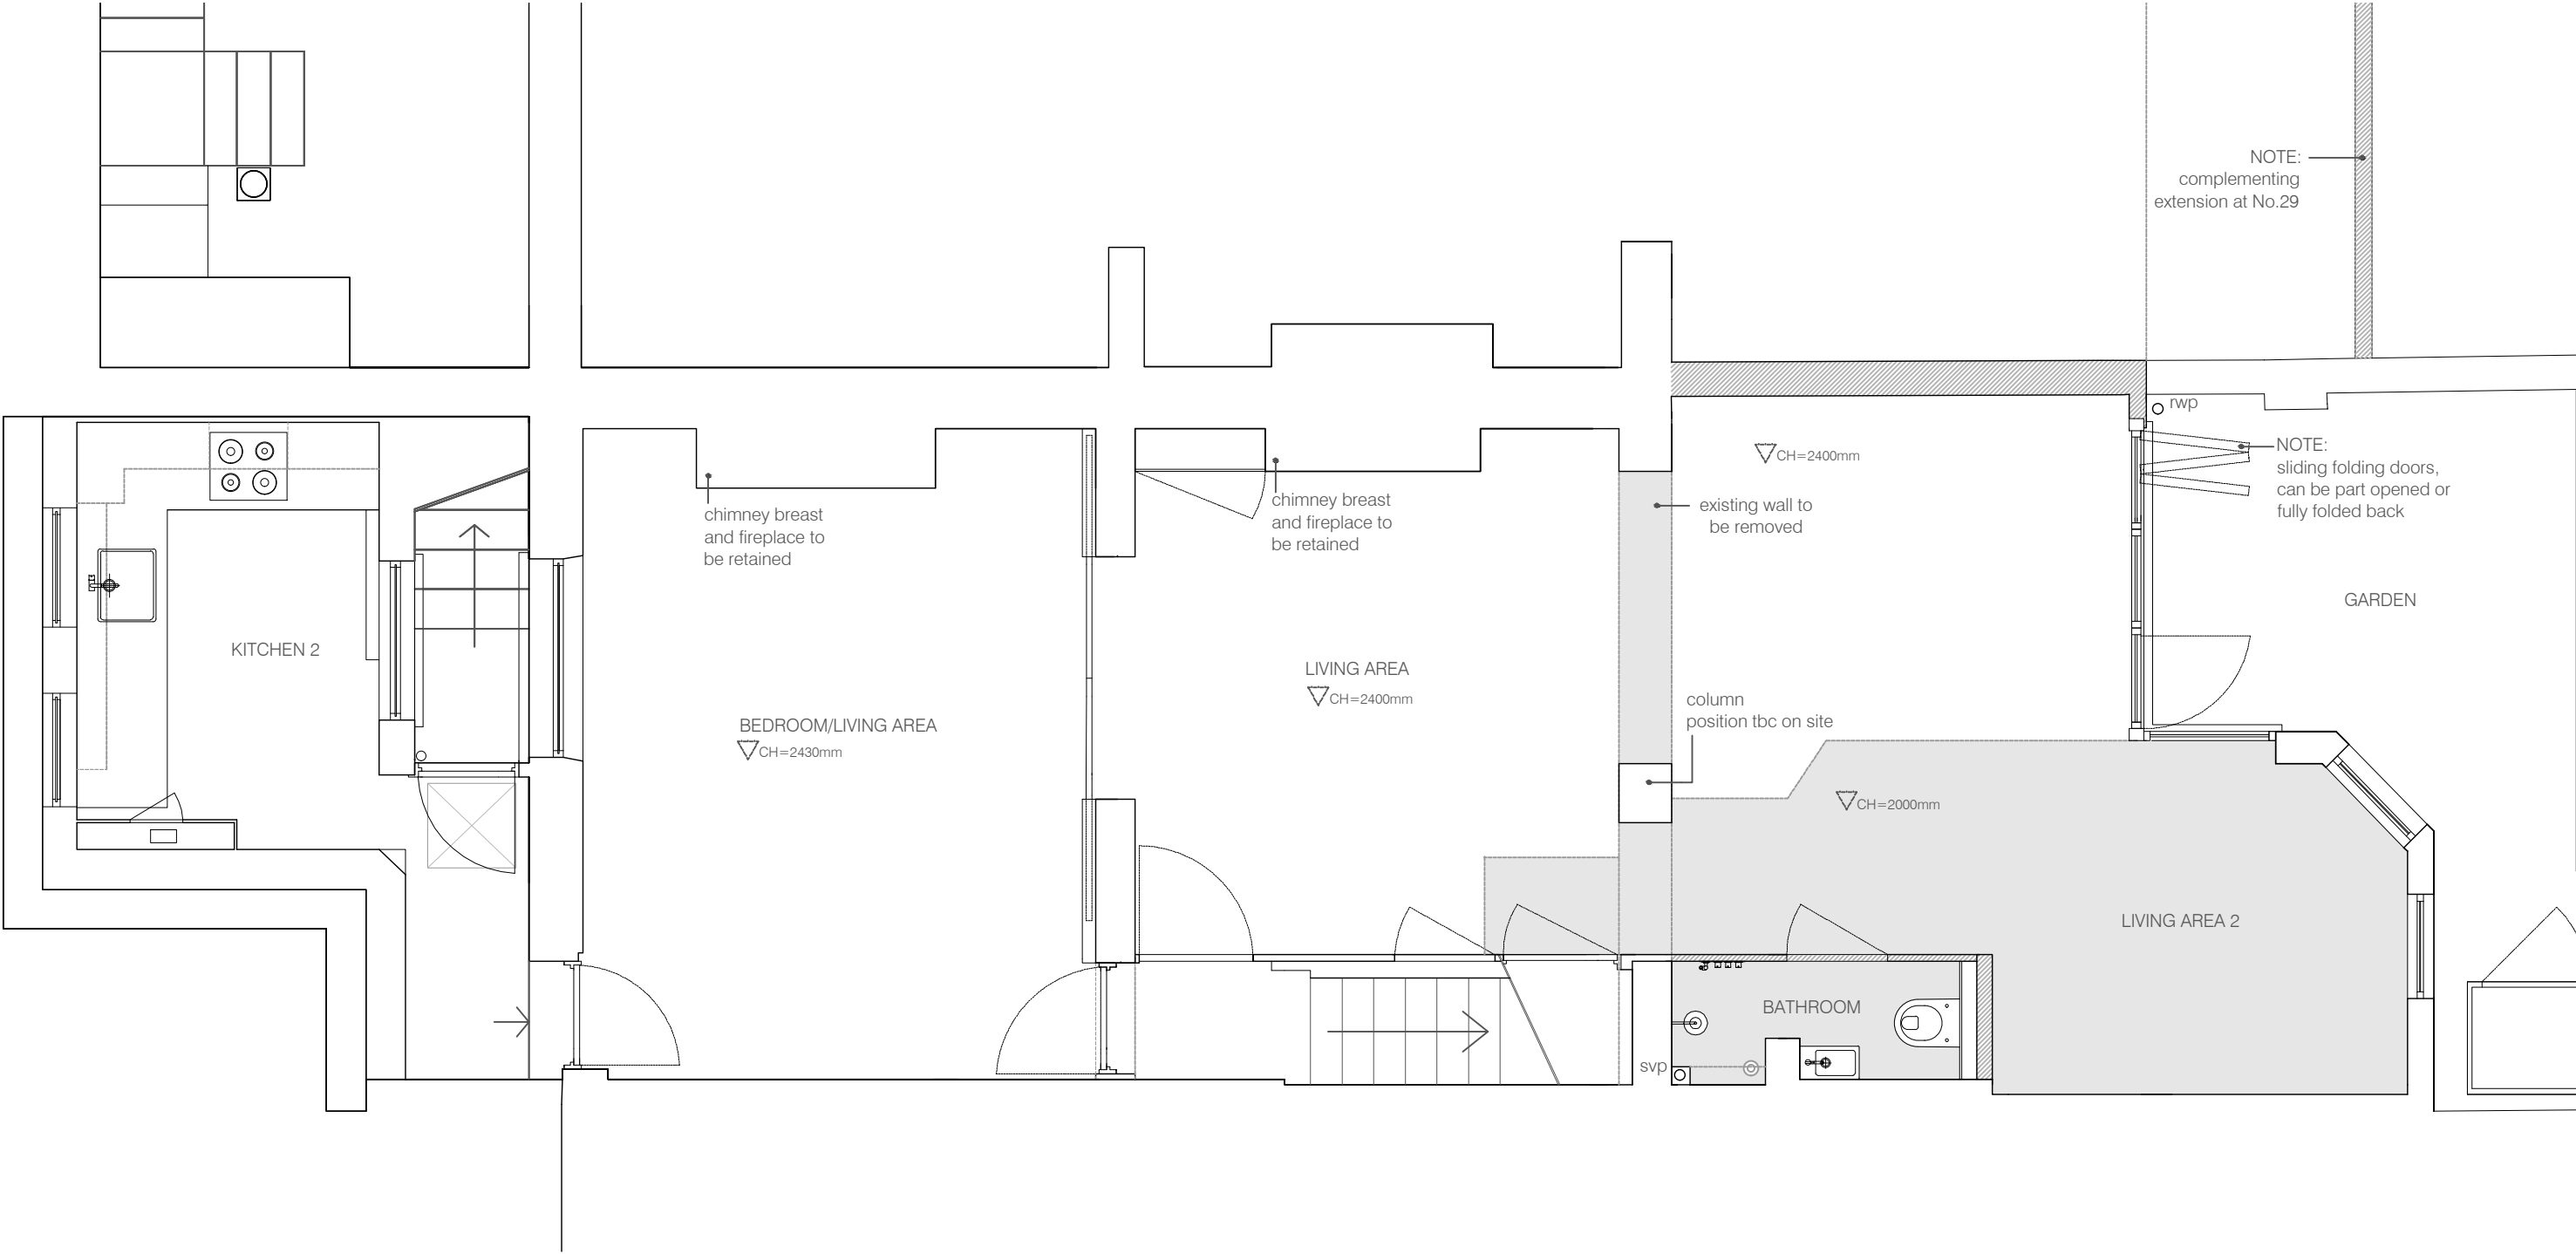 NOTE:
complementing
extension at No.29
rwp
NOTE:
sliding folding doors,
can be part opened or
fully folded back
GARDEN
CH=2400mm
existing wall to
be removed
chimney breast
and fireplace to
be retained
chimney breast
and fireplace to
be retained
KITCHEN 2
LIVING AREA
CH=2400mm
BEDROOM/LIVING AREA
CH=2430mm
column
position tbc on site
CH=2000mm
LIVING AREA 2
BATHROOM
svp